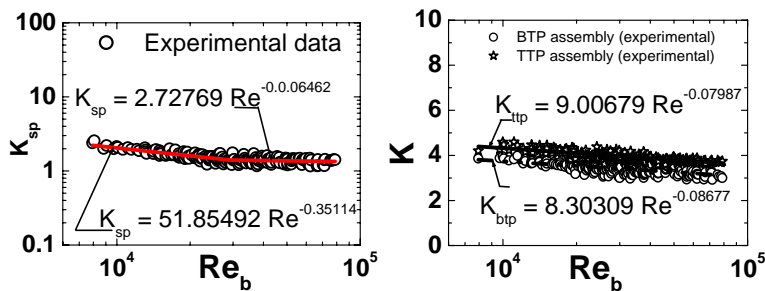 100
10
1
0.1
K_sp
Experimental data
K_sp = 2.72769 Re^-0.0.06462
K_sp = 51.85492 Re^-0.35114
10^4
10^5
Re_b
10
8
6
4
2
0
K
BTP assembly (experimental)
TTP assembly (experimental)
K_ttp = 9.00679 Re^-0.07987
K_btp = 8.30309 Re^-0.08677
10^4
10^5
Re_b